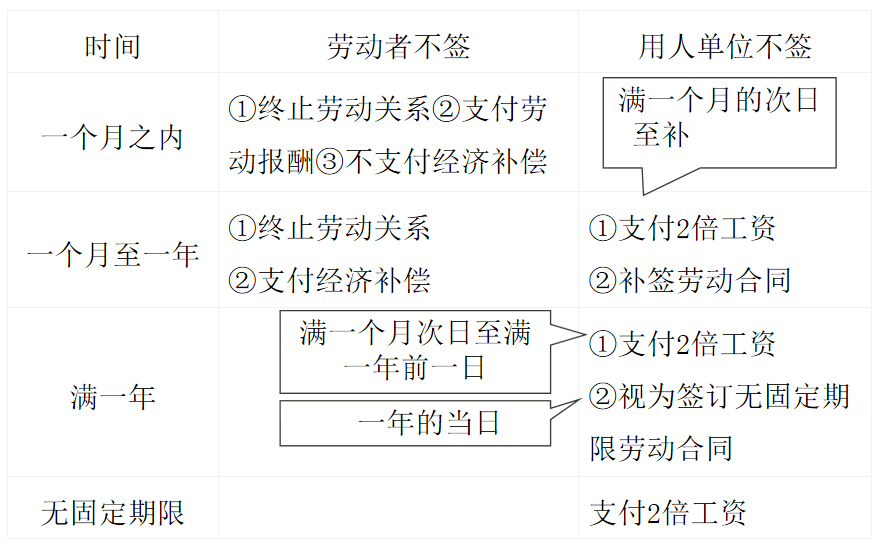 时间
劳动者不签
用人单位不签
一个月之内
①终止劳动关系②支付劳
动报酬③不支付经济补偿
满一个月的次日
至补
一个月至一年
①终止劳动关系
②支付经济补偿
①支付2倍工资
②补签劳动合同
满一年
满一个月次日至满
一年前一日
一年的当日
①支付2倍工资
②视为签订无固定期
限劳动合同
无固定期限
支付2倍工资